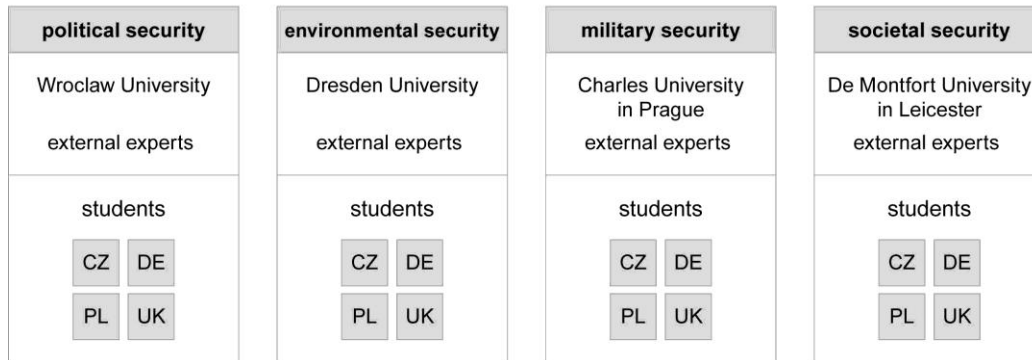 political security
Wroclaw University
external experts
students
CZ DE
PL UK
environmental security
Dresden University
external experts
students
CZ DE
PL UK
military security
Charles University
in Prague
external experts
students
CZ DE
PL UK
societal security
De Montfort University
in Leicester
external experts
students
CZ DE
PL UK